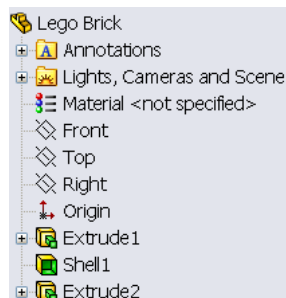 Lego Brick
Annotations
Lights, Cameras and Scene
Material <not specified>
Front
Top
Right
Origin
Extrude1
Shell1
Extrude2